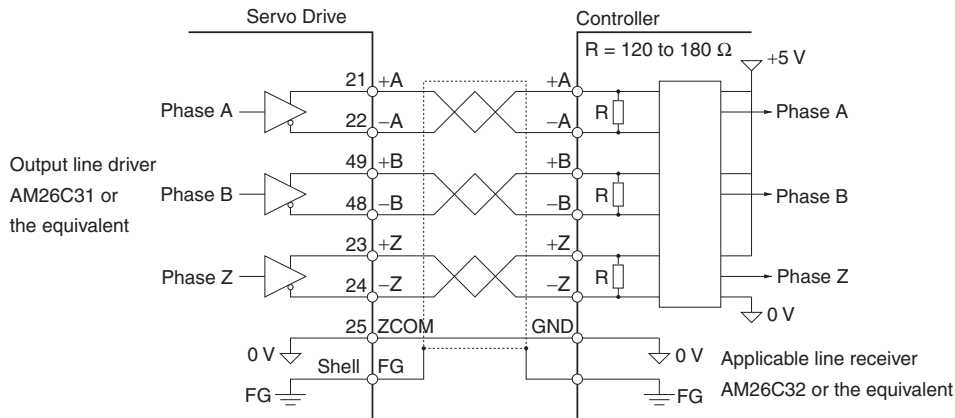 Servo Drive
Controller
R = 120 to 180 Ω
+5 V
21 +A
+A
Phase A
R
Phase A
22 −A
−A
Output line driver
AM26C31 or
the equivalent
49 +B
+B
Phase B
R
Phase B
48 −B
−B
23 +Z
+Z
Phase Z
R
Phase Z
24 −Z
−Z
0 V
25 ZCOM
GND
0 V
0 V
Shell FG
FG
FG
Applicable line receiver
AM26C32 or the equivalent